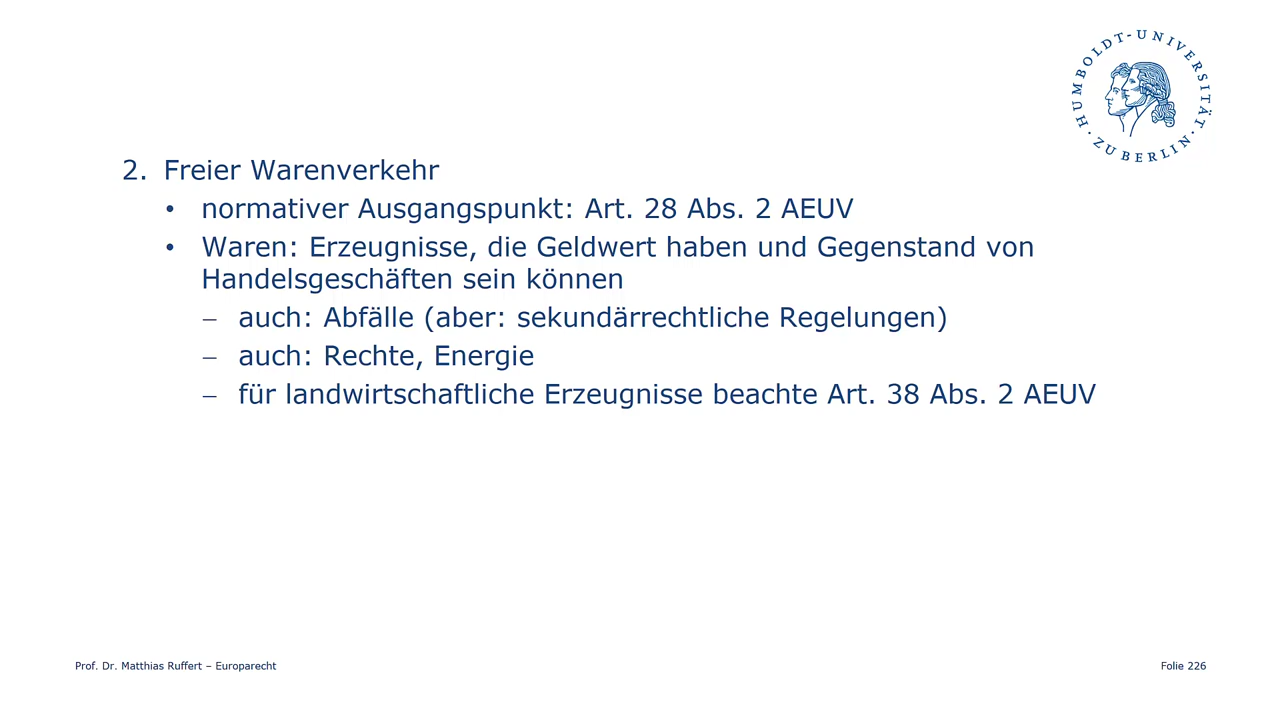 HUMBOLDT-UNIVERSITÄT · ZU BERLIN ·
2. Freier Warenverkehr
• normativer Ausgangspunkt: Art. 28 Abs. 2 AEUV
• Waren: Erzeugnisse, die Geldwert haben und Gegenstand von
Handelsgeschäften sein können
– auch: Abfälle (aber: sekundärrechtliche Regelungen)
– auch: Rechte, Energie
– für landwirtschaftliche Erzeugnisse beachte Art. 38 Abs. 2 AEUV
Prof. Dr. Matthias Ruffert – Europarecht
Folie 226